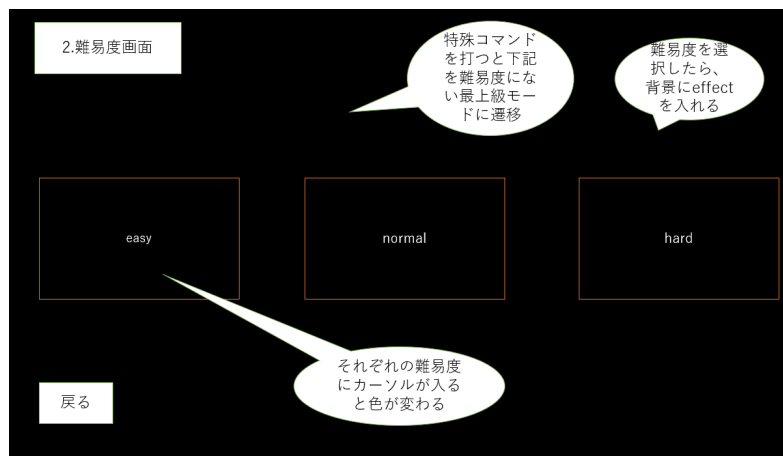 2.難易度画面
特殊コマンド
を打つと下記
を難易度にな
い最上級モー
ドに遷移
難易度を選
択したら、
背景にeffect
を入れる
easy
normal
hard
それぞれの難易度
にカーソルが入る
と色が変わる
戻る